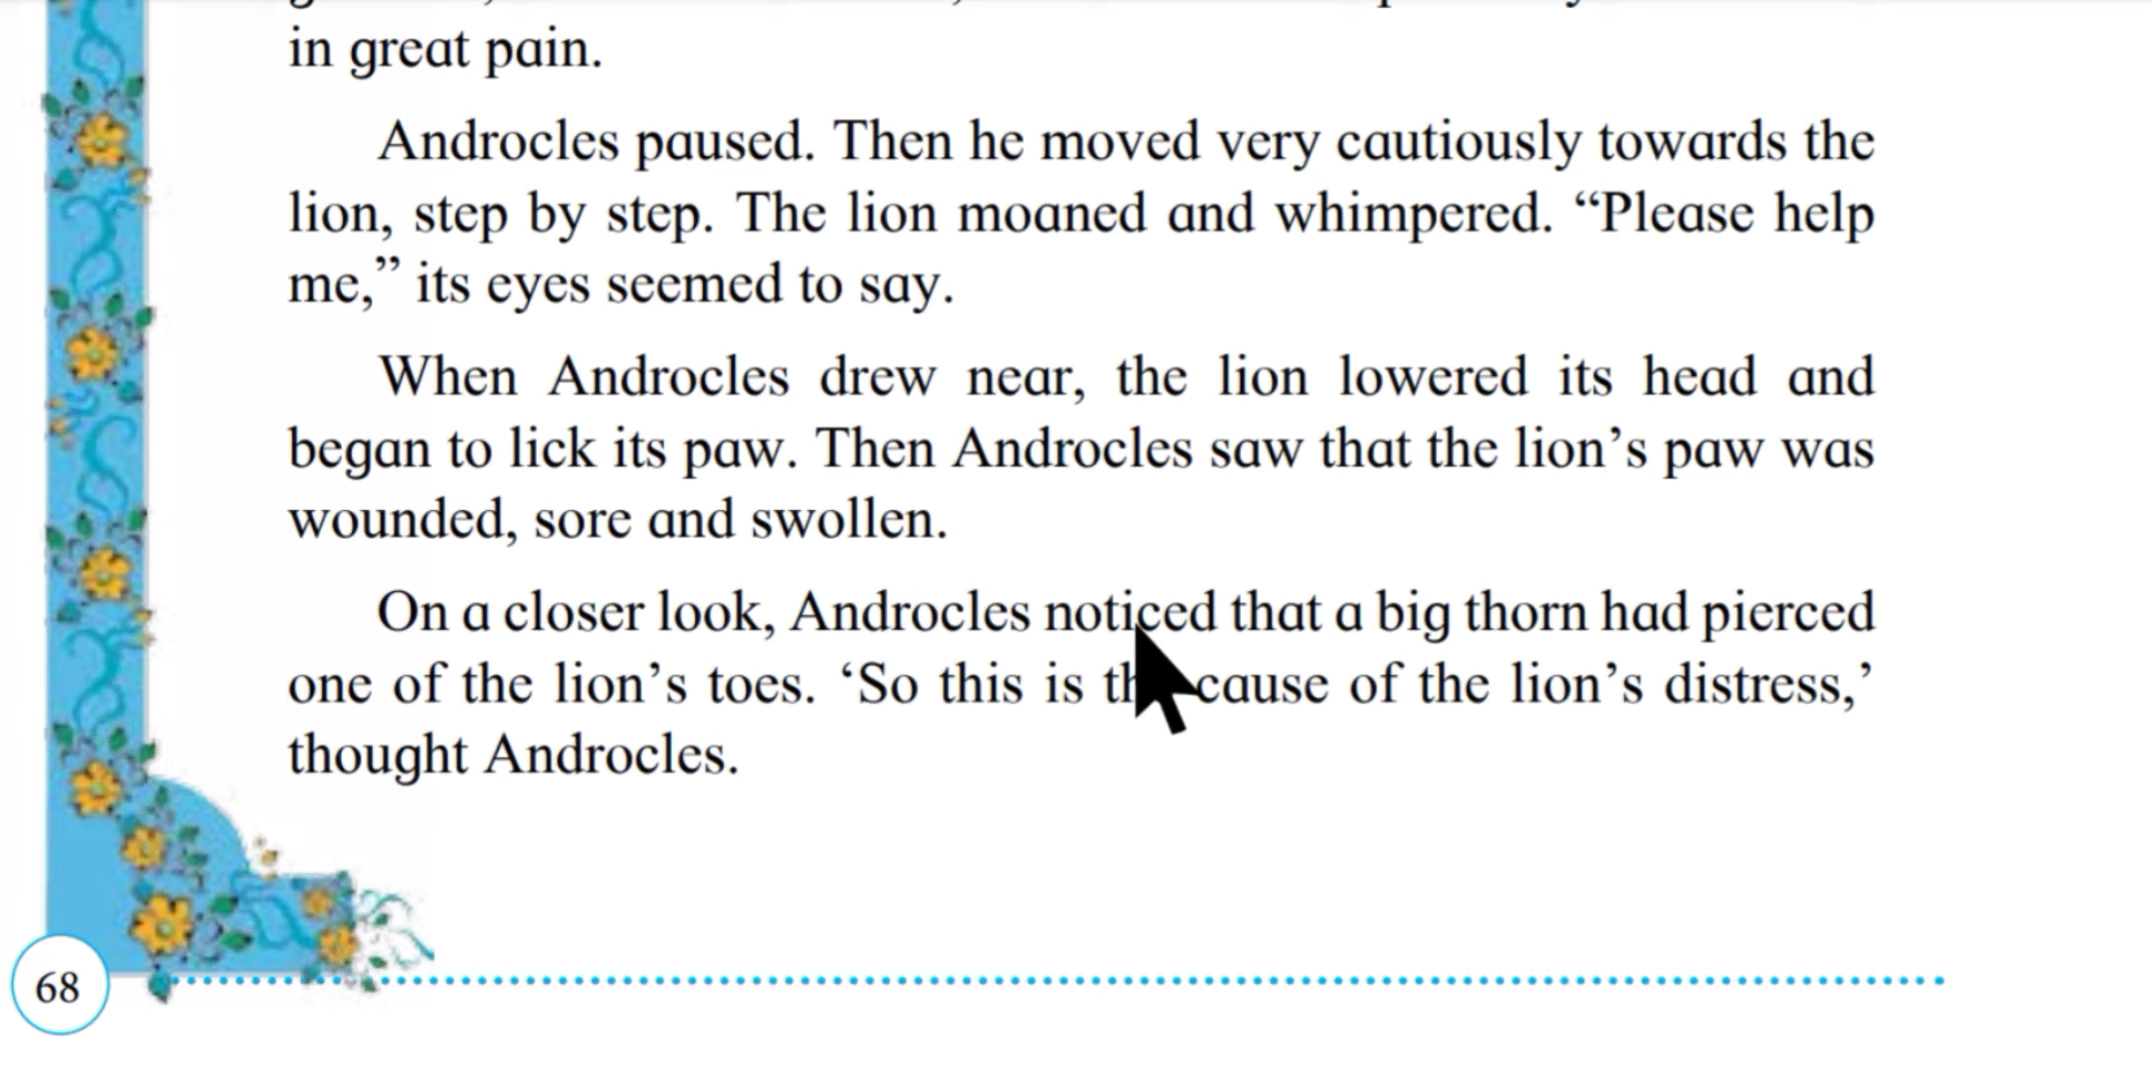 in great pain.
Androcles paused. Then he moved very cautiously towards the
lion, step by step. The lion moaned and whimpered. “Please help
me,” its eyes seemed to say.
When Androcles drew near, the lion lowered its head and
began to lick its paw. Then Androcles saw that the lion’s paw was
wounded, sore and swollen.
On a closer look, Androcles noticed that a big thorn had pierced
one of the lion’s toes. ‘So this is cause of the lion’s distress,’
thought Androcles.
68